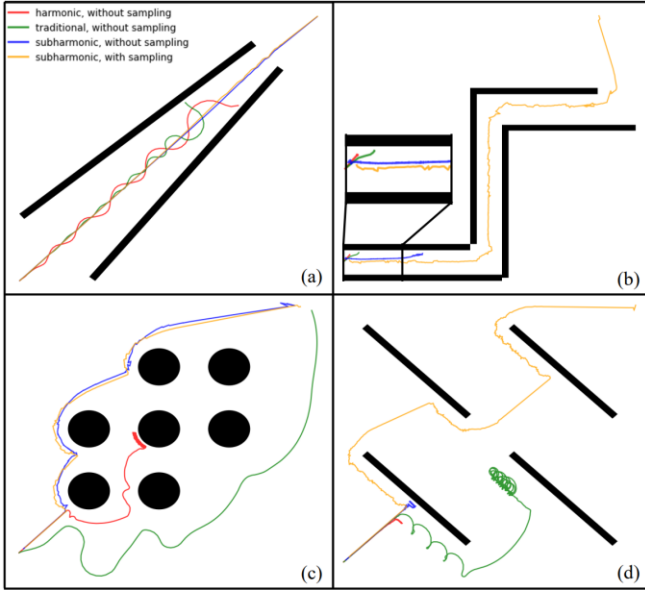 harmonic, without sampling
traditional, without sampling
subharmonic, without sampling
subharmonic, with sampling
(a)
(b)
(c)
(d)